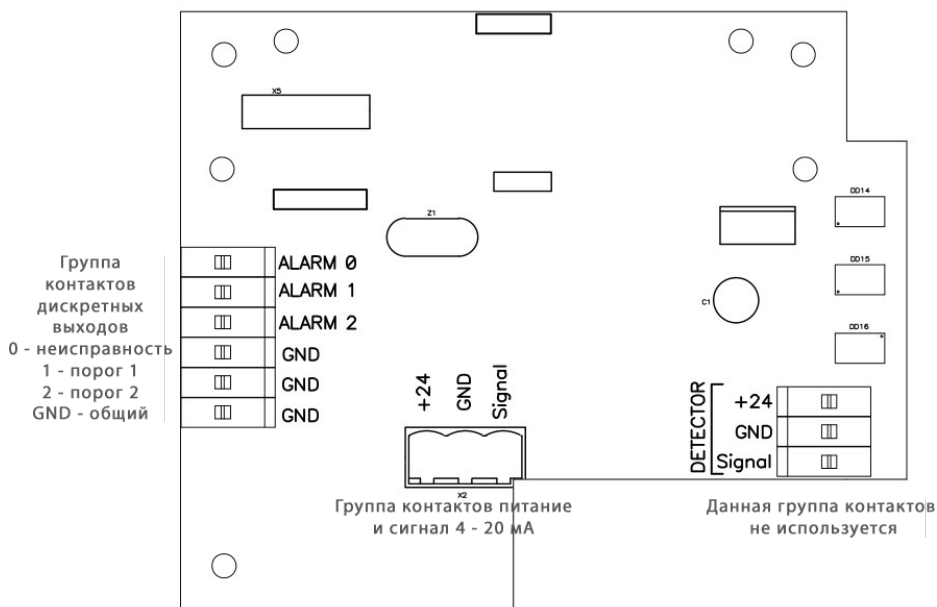 X5
Z1
DD14
DD15
DD16
C1
Группа
контактов
дискретных
выходов
0 - неисправность
1 - порог 1
2 - порог 2
GND - общий
ALARM 0
ALARM 1
ALARM 2
GND
GND
GND
+24
GND
Signal
X2
Группа контактов питание
и сигнал 4 - 20 мА
DETECTOR
+24
GND
Signal
Данная группа контактов
не используется